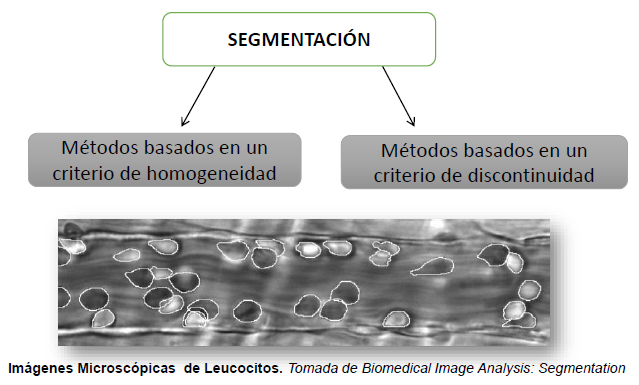 SEGMENTACIÓN
Métodos basados en un
criterio de homogeneidad
Métodos basados en un
criterio de discontinuidad
Imágenes Microscópicas de Leucocitos. Tomada de Biomedical Image Analysis: Segmentation